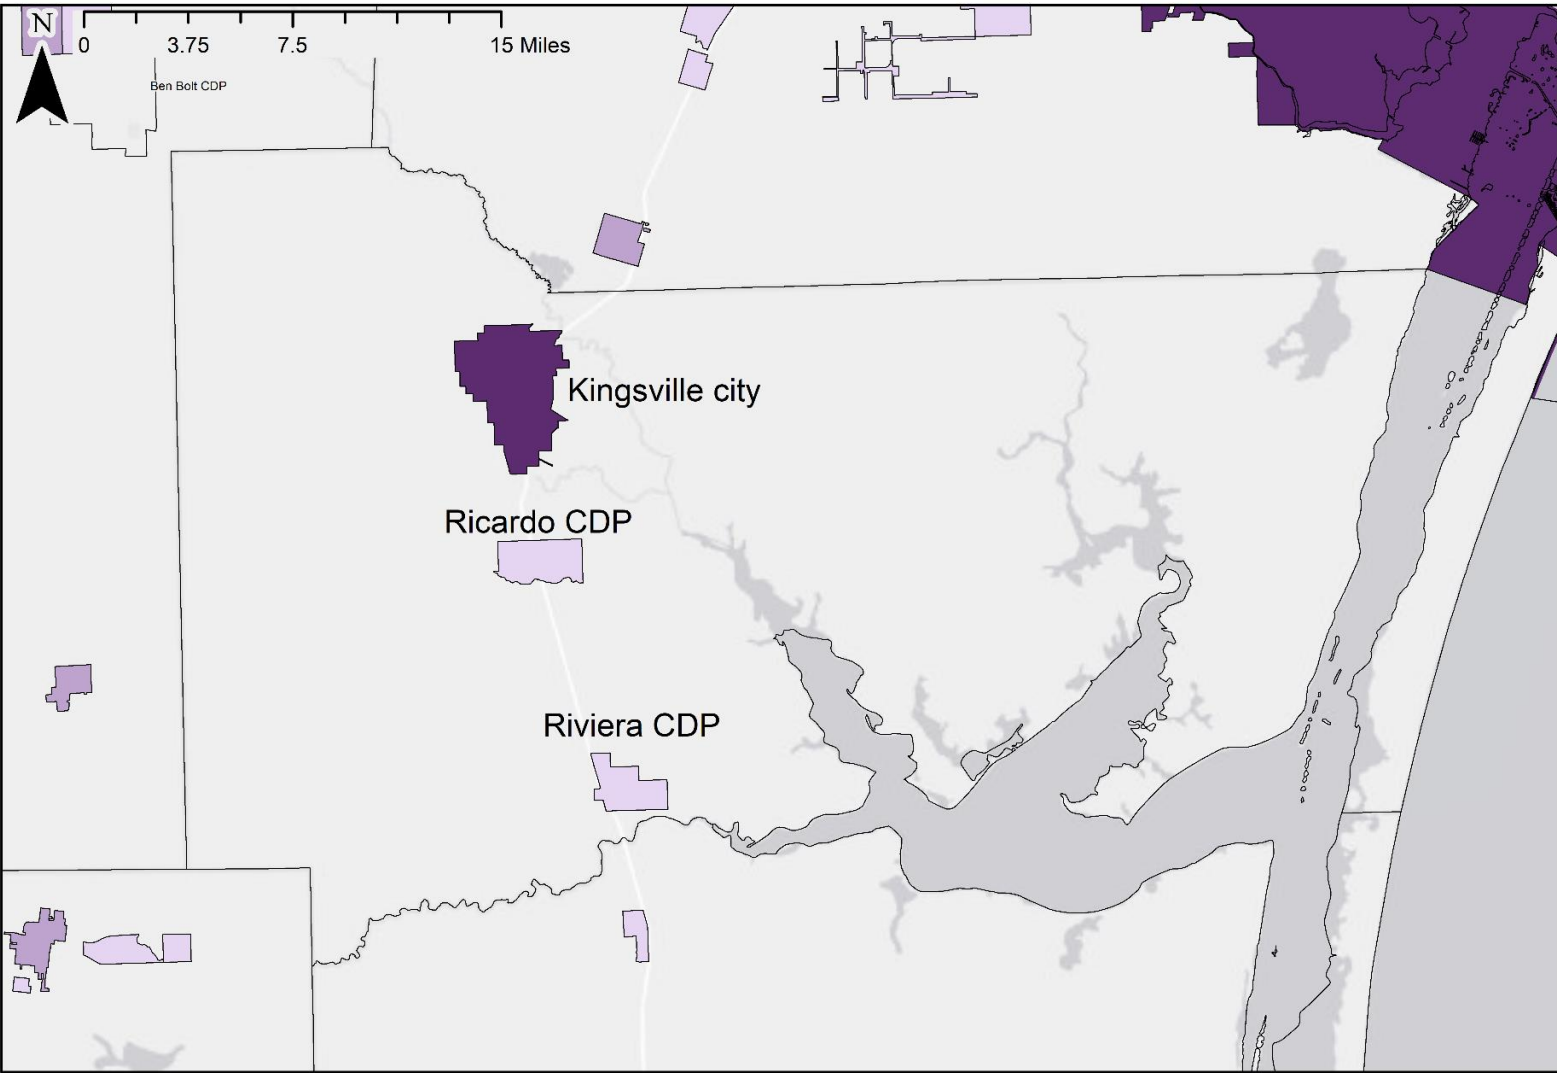 N
0 3.75 7.5 15 Miles
Ben Bolt CDP
Kingsville city
Ricardo CDP
Riviera CDP